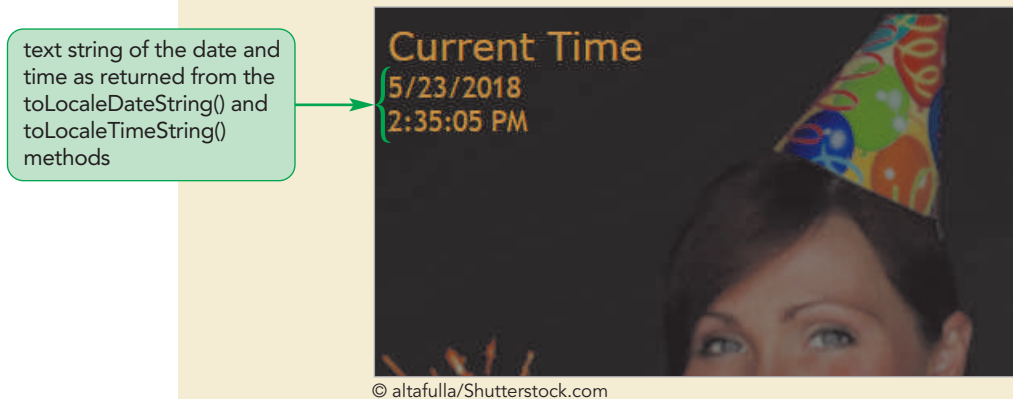 text string of the date and
time as returned from the
toLocaleDateString() and
toLocaleTimeString()
methods
Current Time
5/23/2018
2:35:05 PM
© altafulla/Shutterstock.com